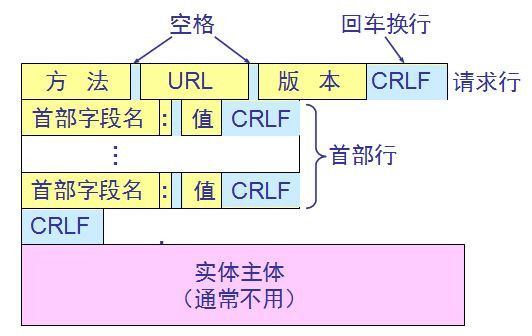 空格 回车换行
方 法 URL 版 本 CRLF 请求行
首部字段名 : 值 CRLF
⋮ 首部行
首部字段名 : 值 CRLF
CRLF
实体主体
（通常不用）